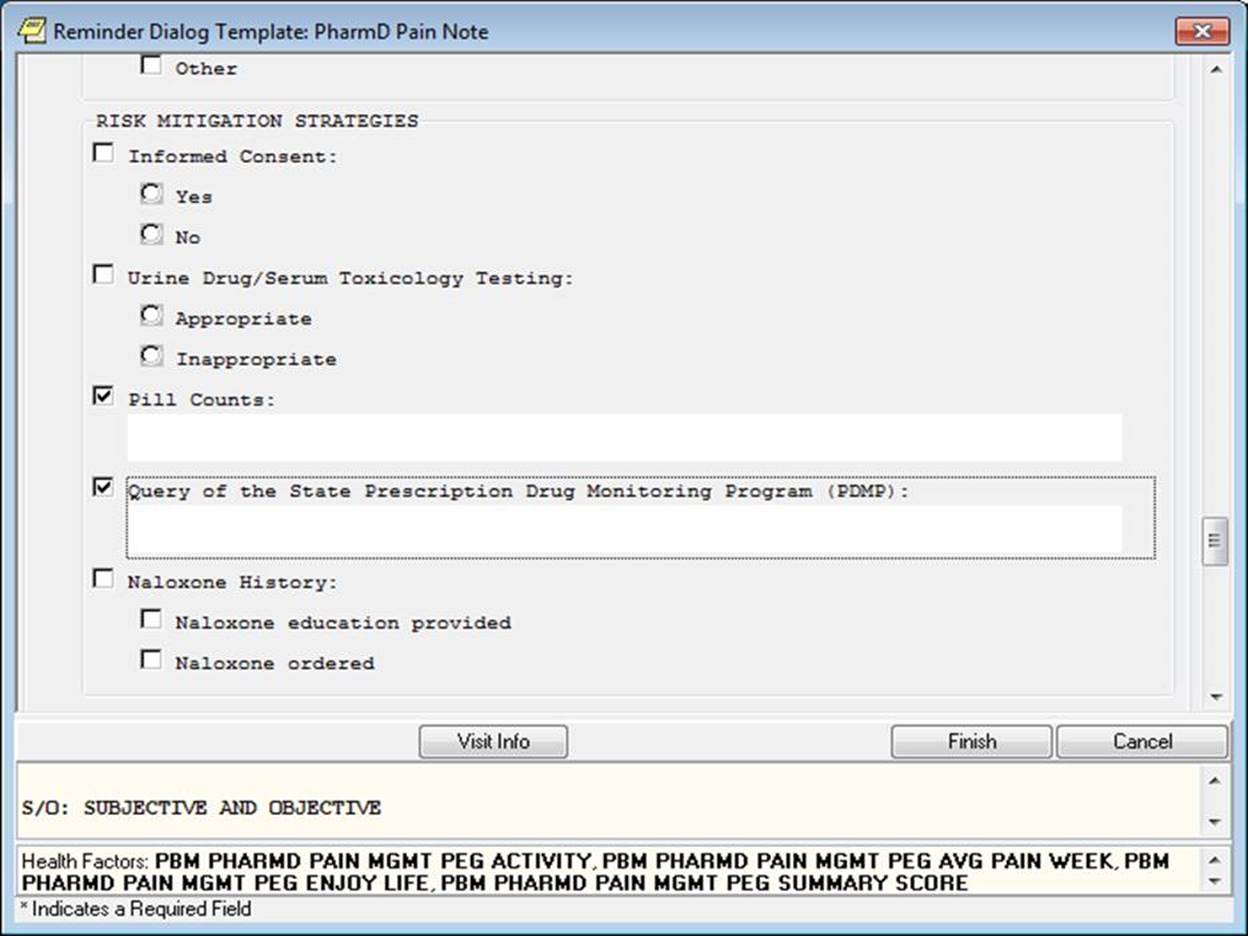 Reminder Dialog Template: PharmD Pain Note
Other
RISK MITIGATION STRATEGIES
Informed Consent:
Yes
No
Urine Drug/Serum Toxicology Testing:
Appropriate
Inappropriate
Pill Counts:
Query of the State Prescription Drug Monitoring Program (PDMP):
Naloxone History:
Naloxone education provided
Naloxone ordered
Visit Info
Finish
Cancel
S/O: SUBJECTIVE AND OBJECTIVE
Health Factors: PBM PHARMD PAIN MGMT PEG ACTIVITY, PBM PHARMD PAIN MGMT PEG AVG PAIN WEEK, PBM
PHARMD PAIN MGMT PEG ENJOY LIFE, PBM PHARMD PAIN MGMT PEG SUMMARY SCORE
* Indicates a Required Field